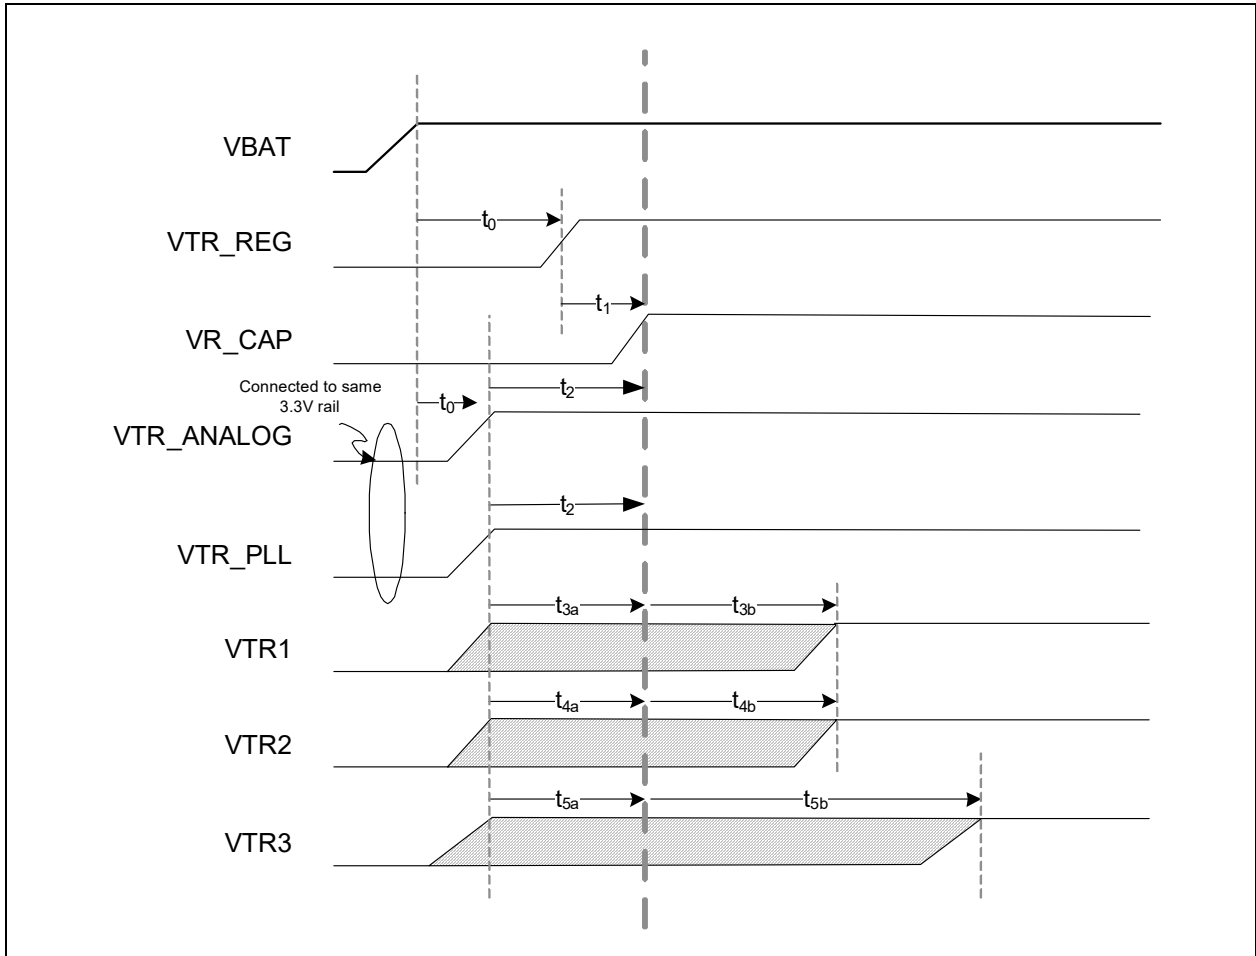 VBAT
t0
VTR_REG
t1
VR_CAP
Connected to same
3.3V rail
t2
t0
VTR_ANALOG
t2
VTR_PLL
t3a
t3b
VTR1
t4a
t4b
VTR2
t5a
t5b
VTR3